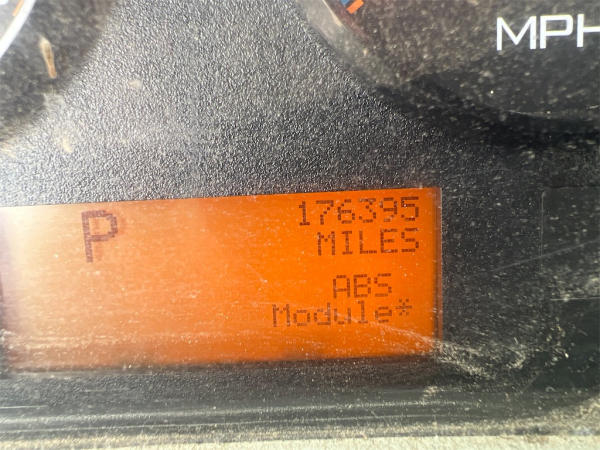 MPH
P
176395
MILES
ABS
Module*